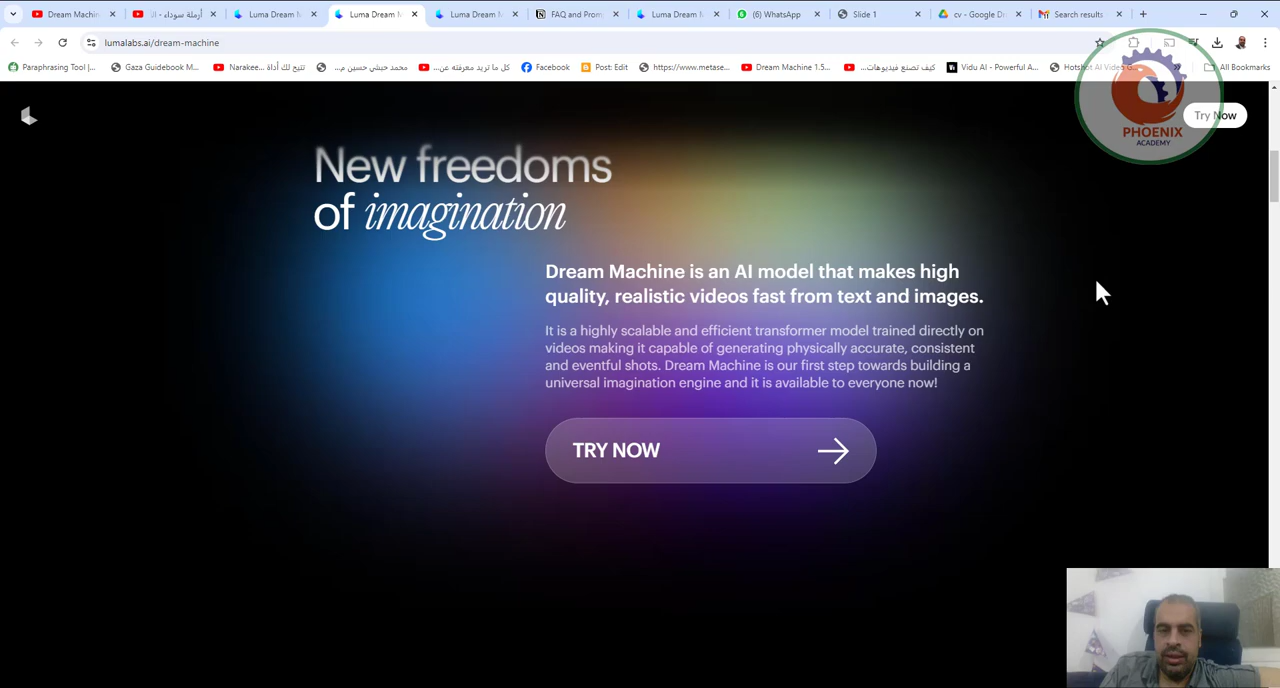 Dream Machin
أرملة سوداء - الذ
Luma Dream M
Luma Dream M
Luma Dream M
FAQ and Prom
Luma Dream M
(6) WhatsApp
Slide 1
cv - Google Dr
Search results
lumalabs.ai/dream-machine
Paraphrasing Tool |...
Gaza Guidebook M...
Narakee... تتيح لك أداة
محمد حبشي حسين م...
كل ما تريد معرفته عن...
Facebook
Post: Edit
https://www.metase...
Dream Machine 1.5...
كيف تصنع فيديوهات...
Vidu AI - Powerful A...
Hotshot AI Video G...
All Bookmarks
PHOENIX
ACADEMY
Try Now
New freedoms
of imagination
Dream Machine is an AI model that makes high
quality, realistic videos fast from text and images.
It is a highly scalable and efficient transformer model trained directly on
videos making it capable of generating physically accurate, consistent
and eventful shots. Dream Machine is our first step towards building a
universal imagination engine and it is available to everyone now!
TRY NOW